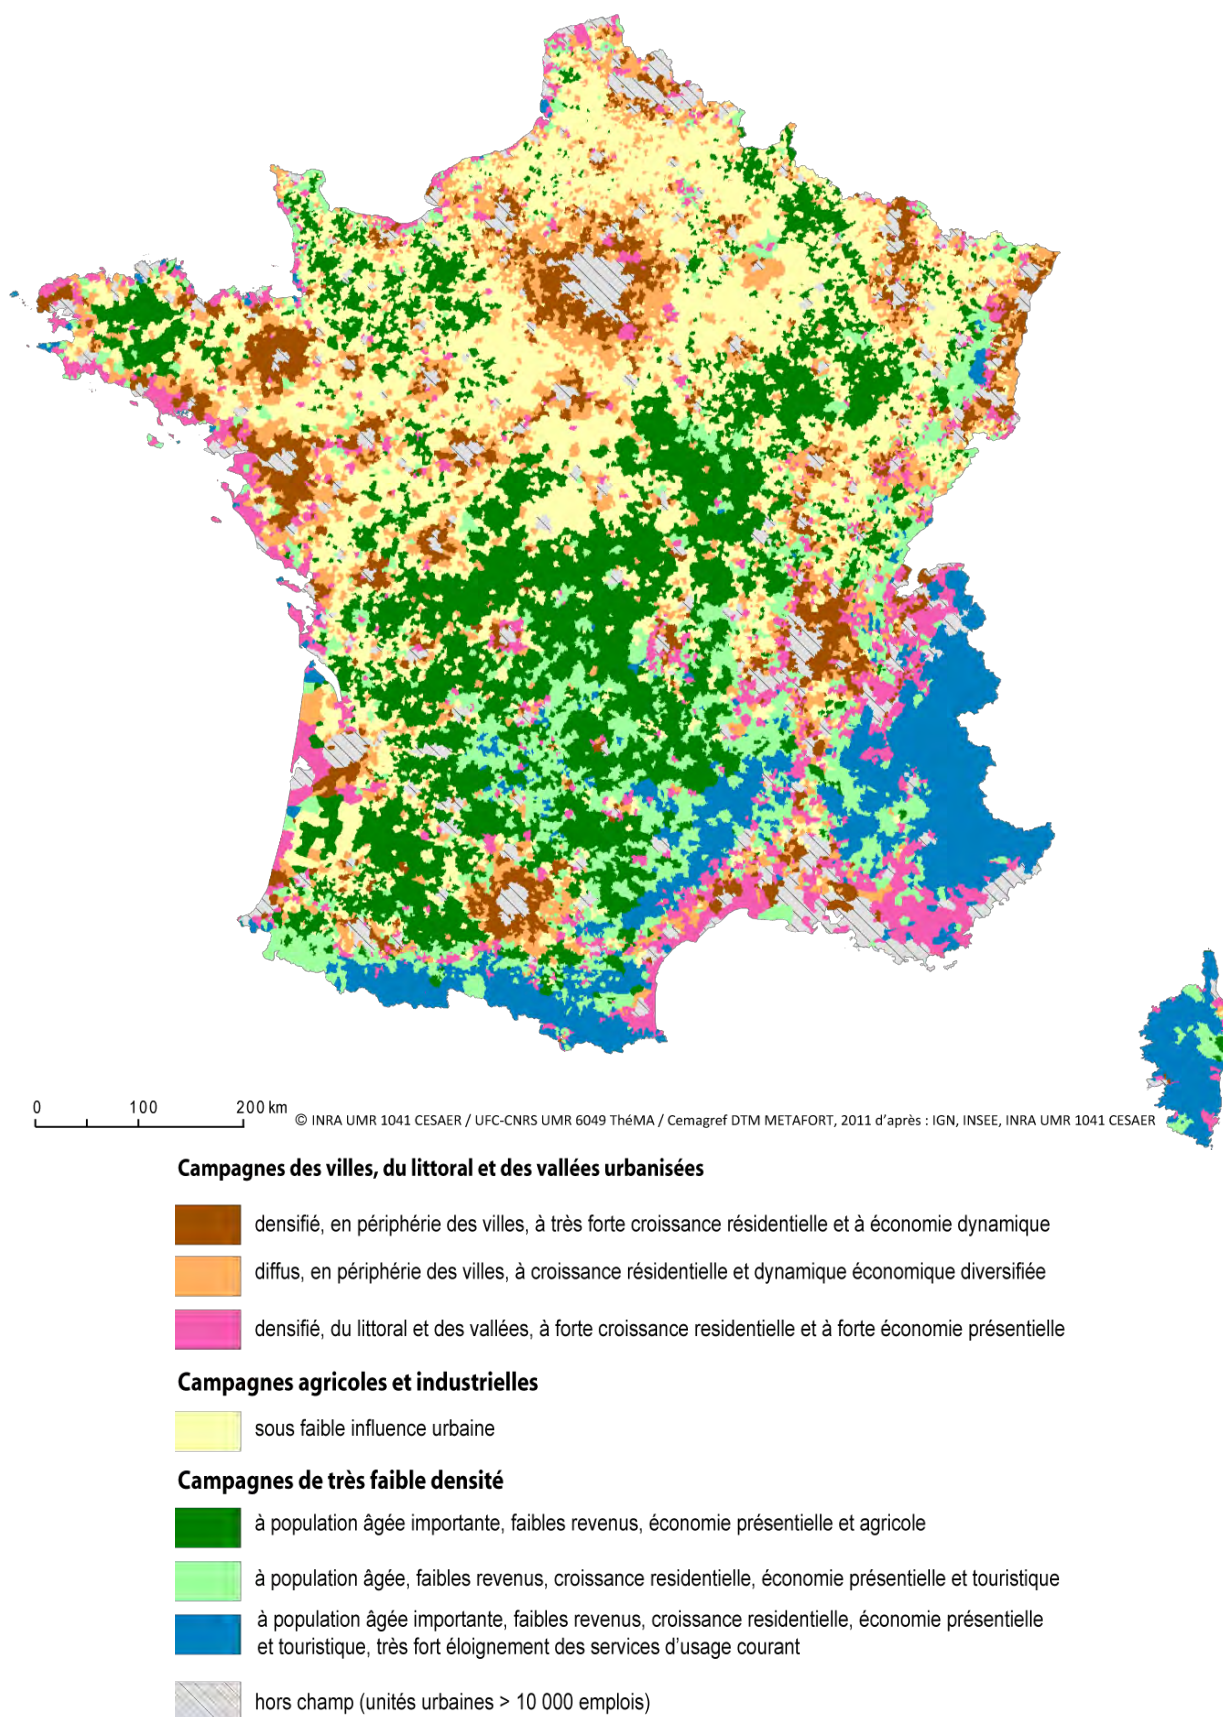 0 100 200 km
© INRA UMR 1041 CESAER / UFC-CNRS UMR 6049 ThéMA / Cemagref DTM METAFORT, 2011 d'après : IGN, INSEE, INRA UMR 1041 CESAER
Campagnes des villes, du littoral et des vallées urbanisées
densifié, en périphérie des villes, à très forte croissance résidentielle et à économie dynamique
diffus, en périphérie des villes, à croissance résidentielle et dynamique économique diversifiée
densifié, du littoral et des vallées, à forte croissance residentielle et à forte économie présentielle
Campagnes agricoles et industrielles
sous faible influence urbaine
Campagnes de très faible densité
à population âgée importante, faibles revenus, économie présentielle et agricole
à population âgée, faibles revenus, croissance residentielle, économie présentielle et touristique
à population âgée importante, faibles revenus, croissance residentielle, économie présentielle
et touristique, très fort éloignement des services d'usage courant
hors champ (unités urbaines > 10 000 emplois)